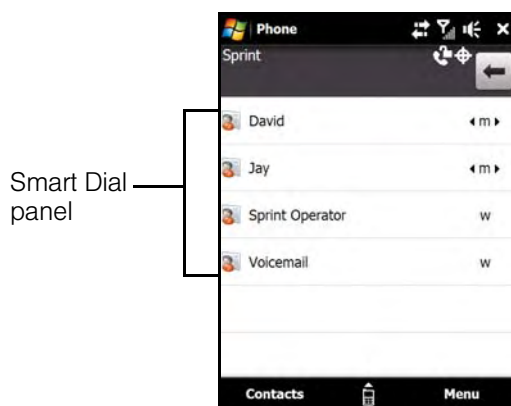 Phone
Sprint
David m
Jay m
Smart Dial
panel
Sprint Operator w
Voicemail w
Contacts Menu